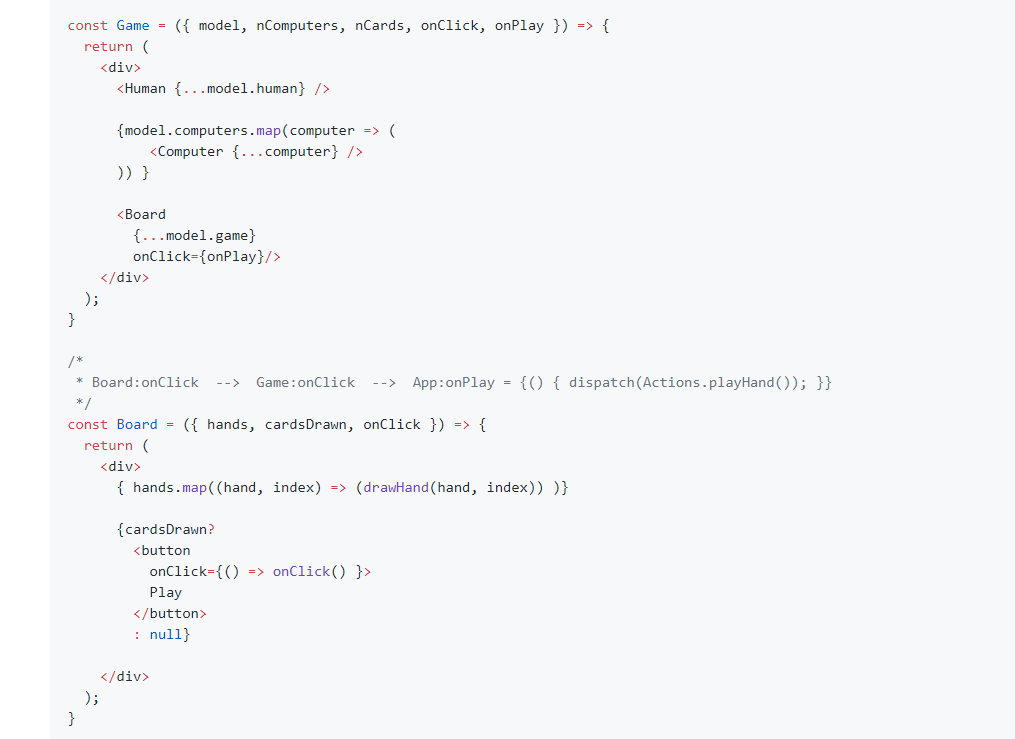 const Game = ({ model, nComputers, nCards, onClick, onPlay }) => {
  return (
    <div>
      <Human {...model.human} />

      {model.computers.map(computer => (
          <Computer {...computer} />
      )) }

      <Board
        {...model.game}
        onClick={onPlay}/>
    </div>
  );
}

/*
 * Board:onClick  -->  Game:onClick  -->  App:onPlay = {() { dispatch(Actions.playHand()); }}
 */
const Board = ({ hands, cardsDrawn, onClick }) => {
  return (
    <div>
      { hands.map((hand, index) => (drawHand(hand, index)) )}

      {cardsDrawn?
        <button
          onClick={() => onClick() }>
          Play
        </button>
        : null}

    </div>
  );
}